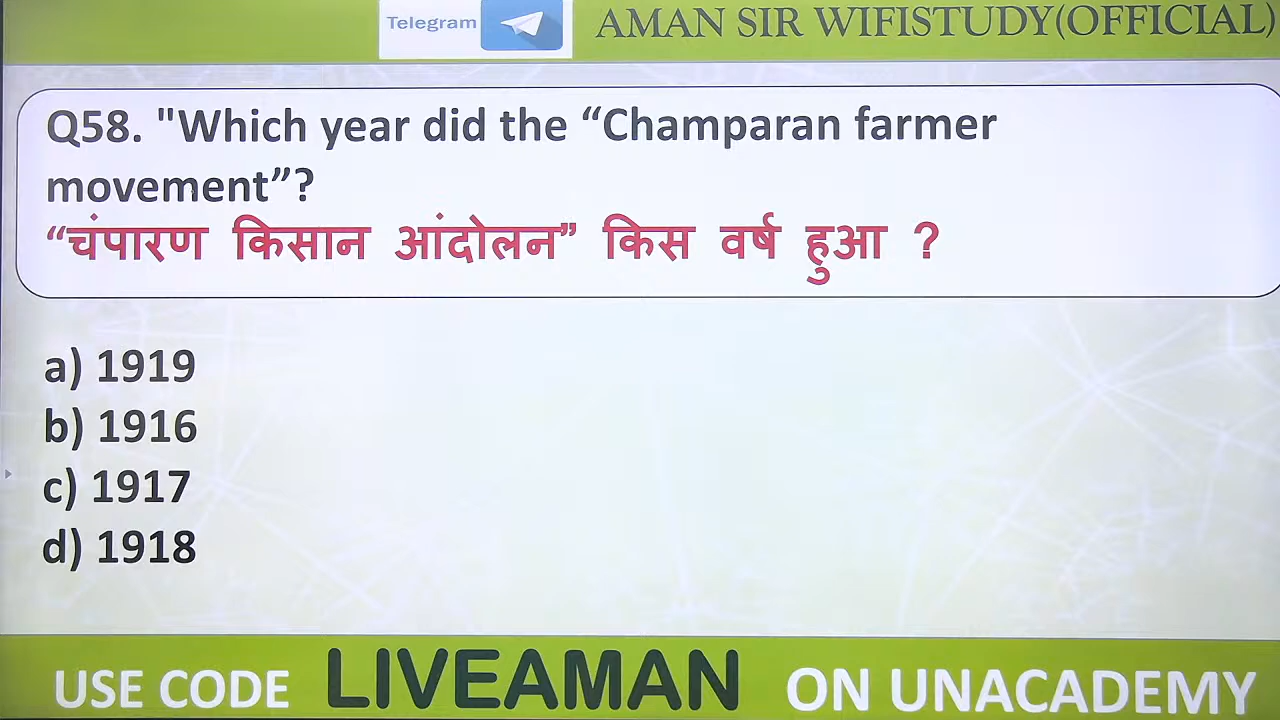 Telegram
AMAN SIR WIFISTUDY(OFFICIAL)
Q58. "Which year did the “Champaran farmer
movement”?
“चंपारण किसान आंदोलन” किस वर्ष हुआ ?
a) 1919
b) 1916
c) 1917
d) 1918
USE CODE LIVEAMAN ON UNACADEMY